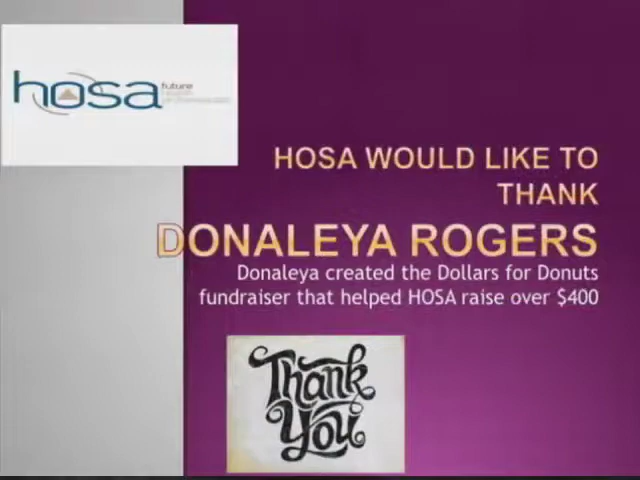 hosa
future
HOSA WOULD LIKE TO
THANK
DONALEYA ROGERS
Donaleya created the Dollars for Donuts
fundraiser that helped HOSA raise over $400
Thank
You